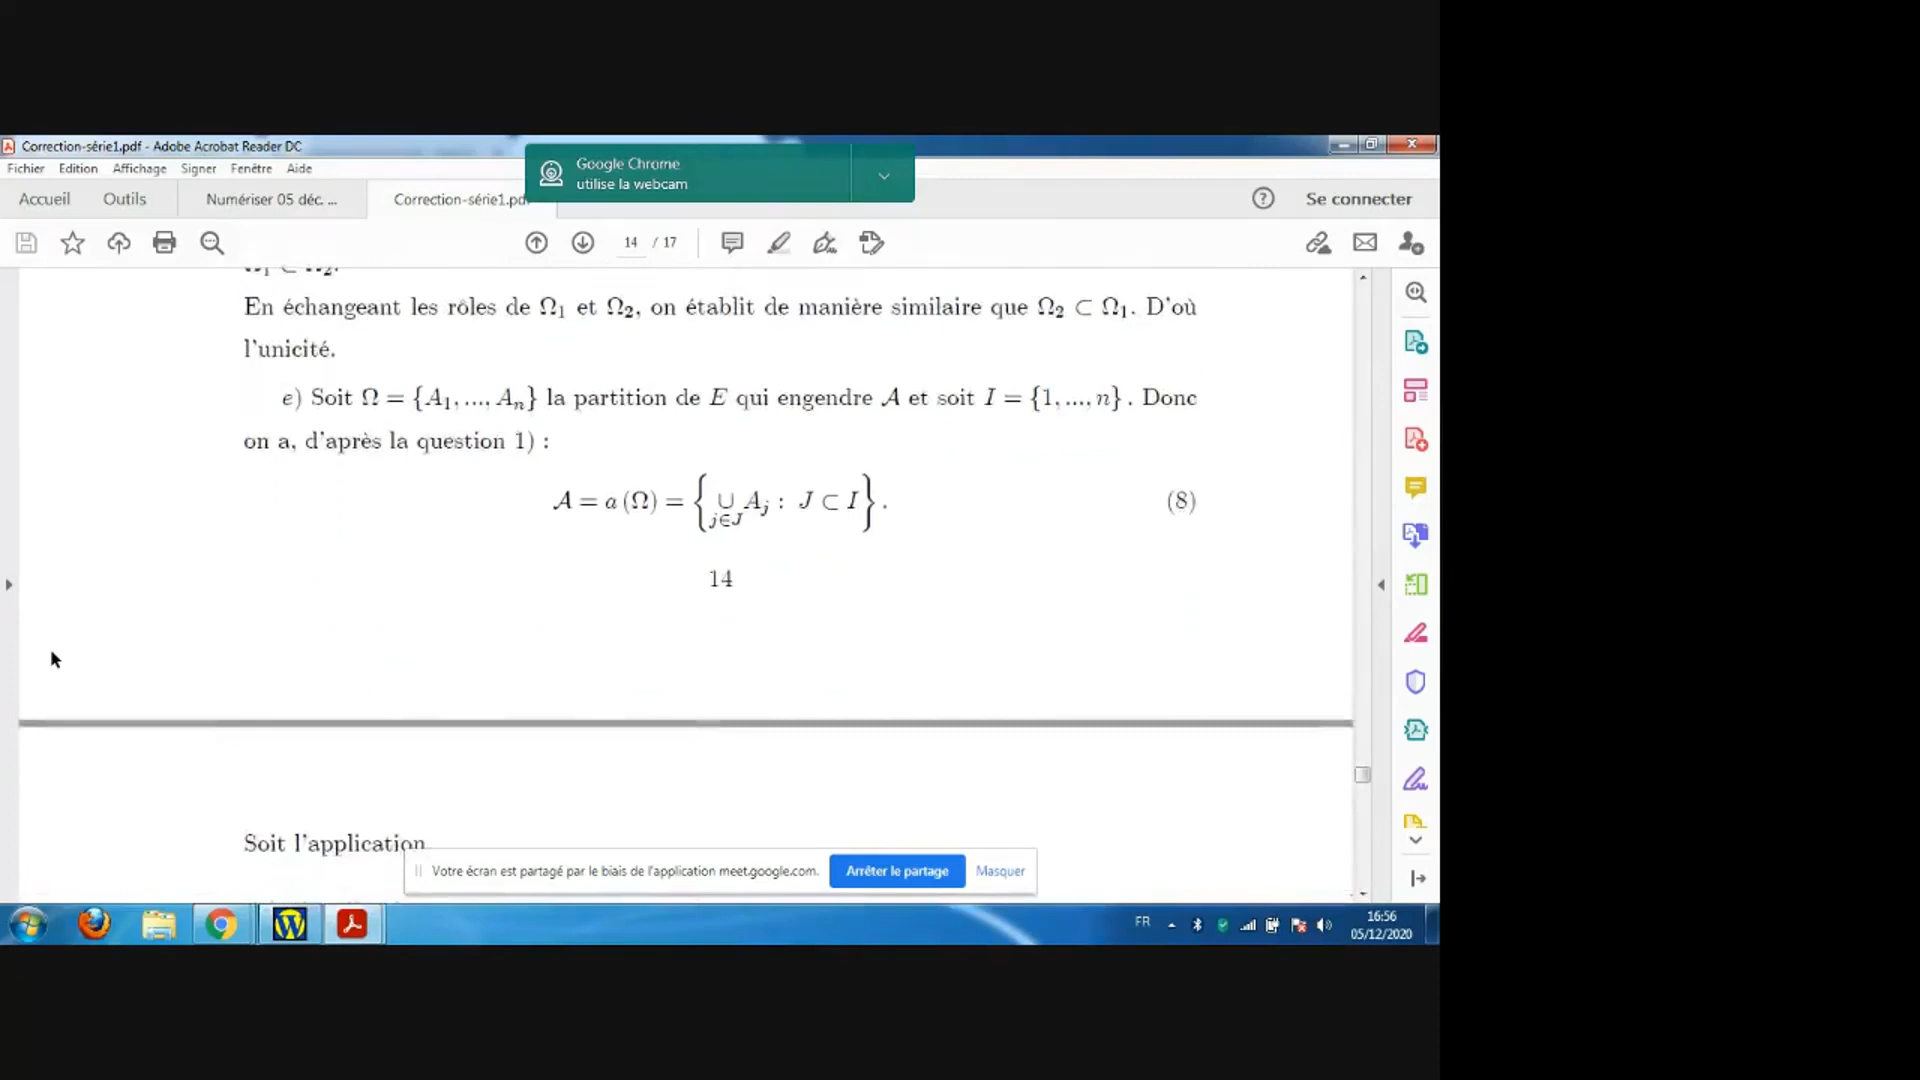 Correction-série1.pdf - Adobe Acrobat Reader DC
Fichier Edition Affichage Signer Fenêtre Aide
Google Chrome
utilise la webcam
Accueil Outils Numériser 05 déc. ... Correction-série1.pd Se connecter
14 / 17
Ω₁ ⊂ Ω₂.
En échangeant les rôles de Ω₁ et Ω₂, on établit de manière similaire que Ω₂ ⊂ Ω₁. D'où
l'unicité.
e) Soit Ω = {A₁, ..., Aₙ} la partition de E qui engendre 𝒜 et soit I = {1, ..., n} . Donc
on a, d'après la question 1) :
𝒜 = a (Ω) = { ∪_{j∈J} A_j : J ⊂ I } . (8)
14
Soit l'application
Votre écran est partagé par le biais de l'application meet.google.com. Arrêter le partage Masquer
FR 16:56
05/12/2020